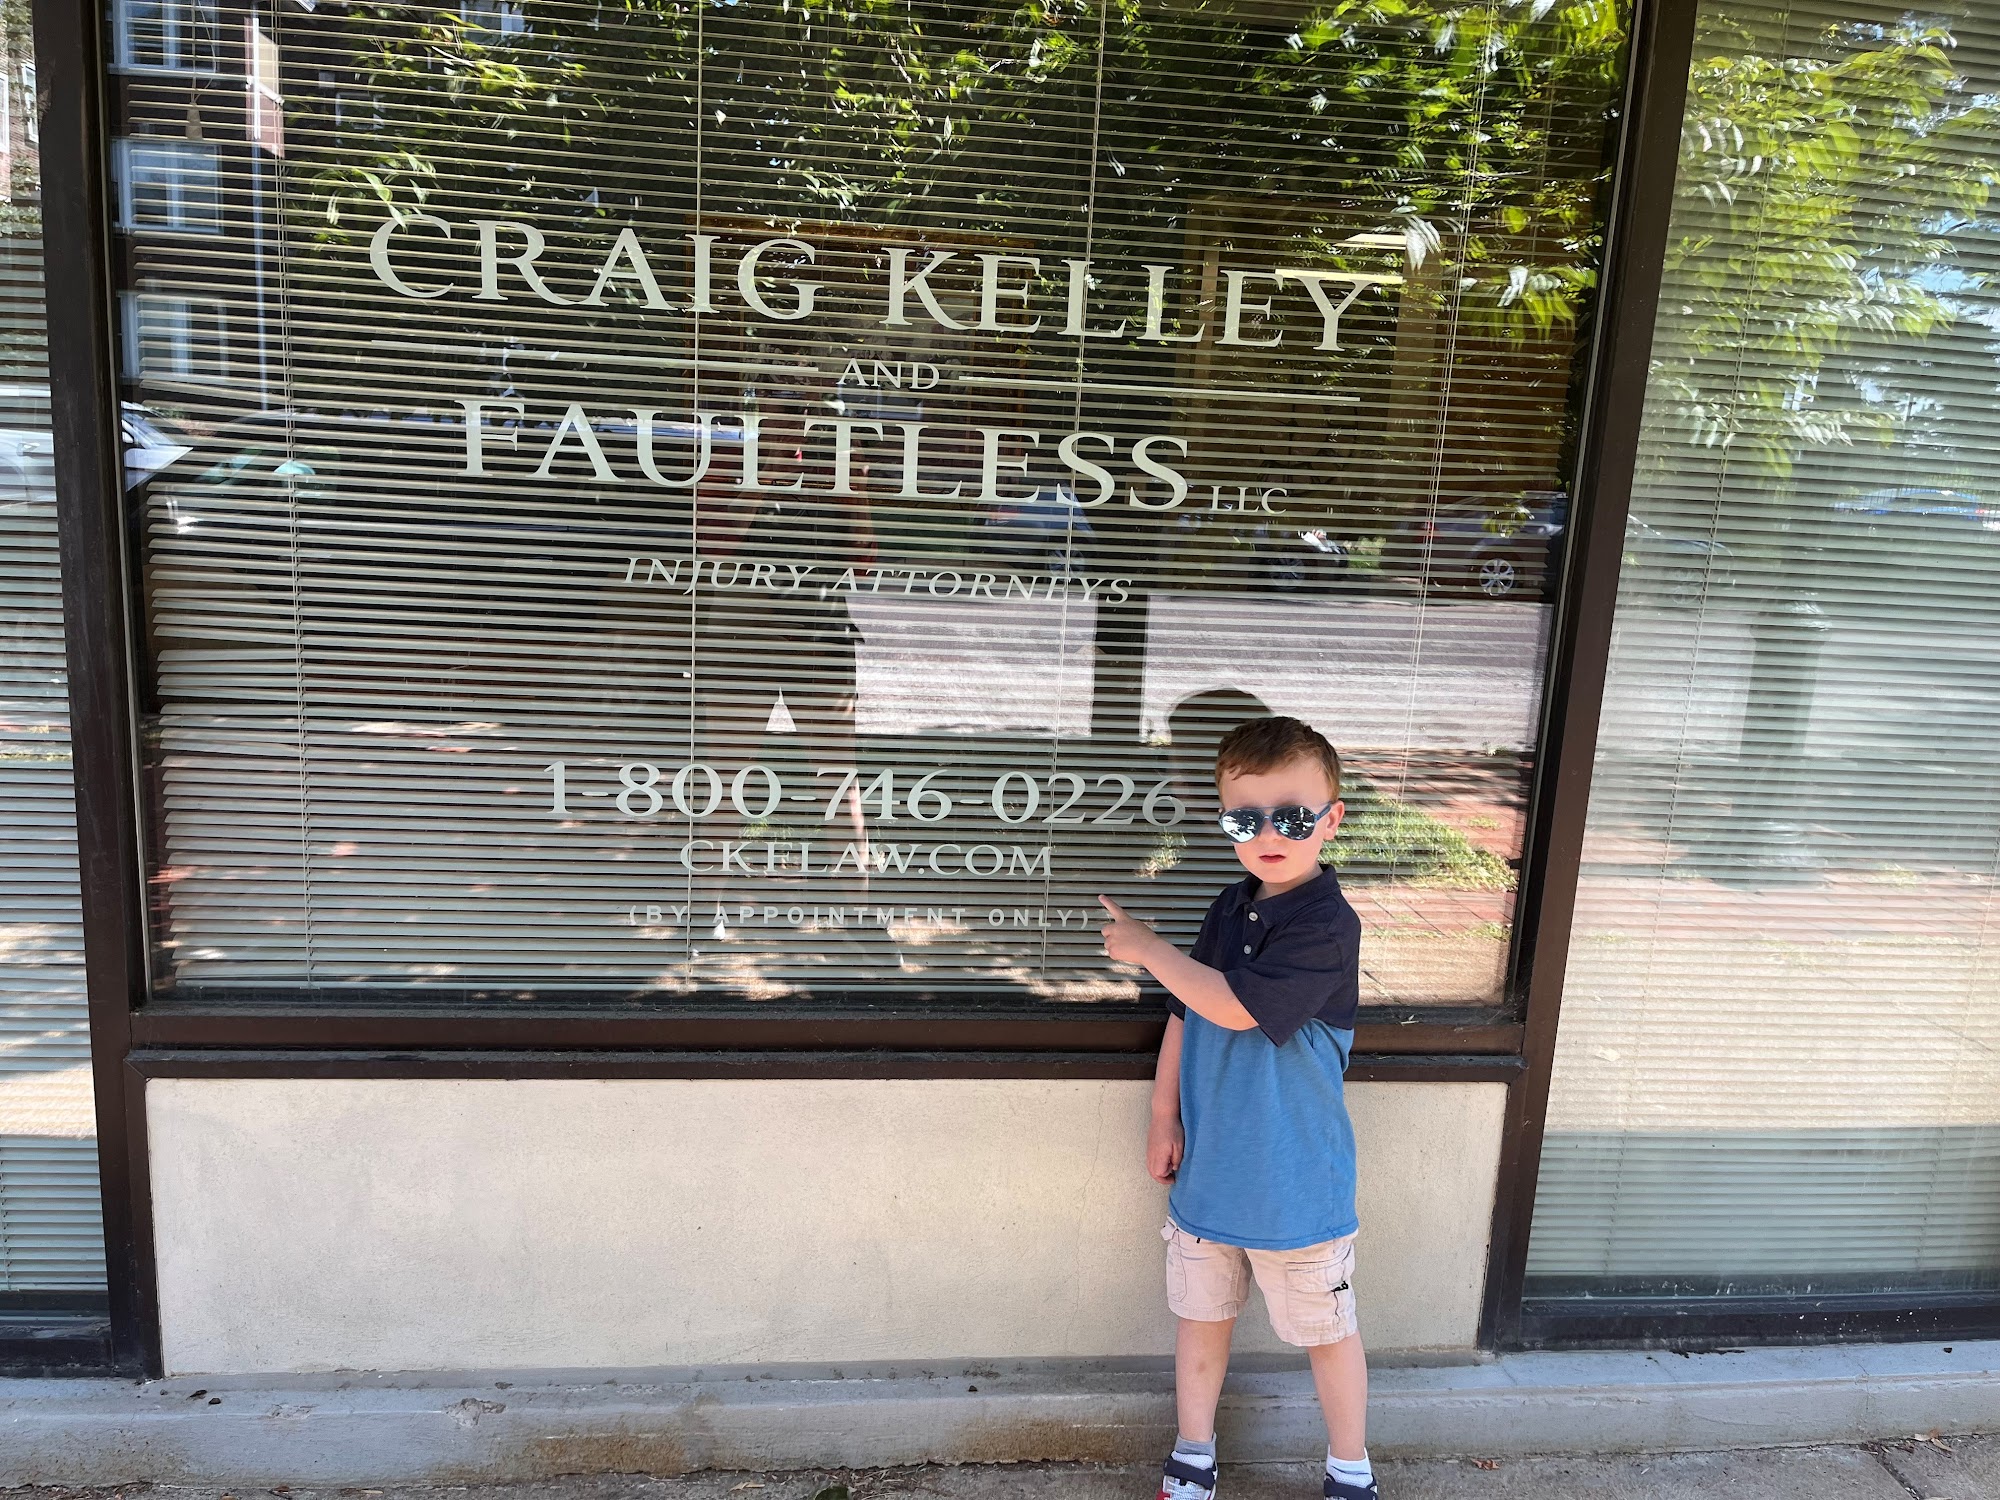 CRAIG KELLEY
AND
FAULTLESS LLC
INJURY ATTORNEYS
1-800-746-0226
CKFLAW.COM
(BY APPOINTMENT ONLY)